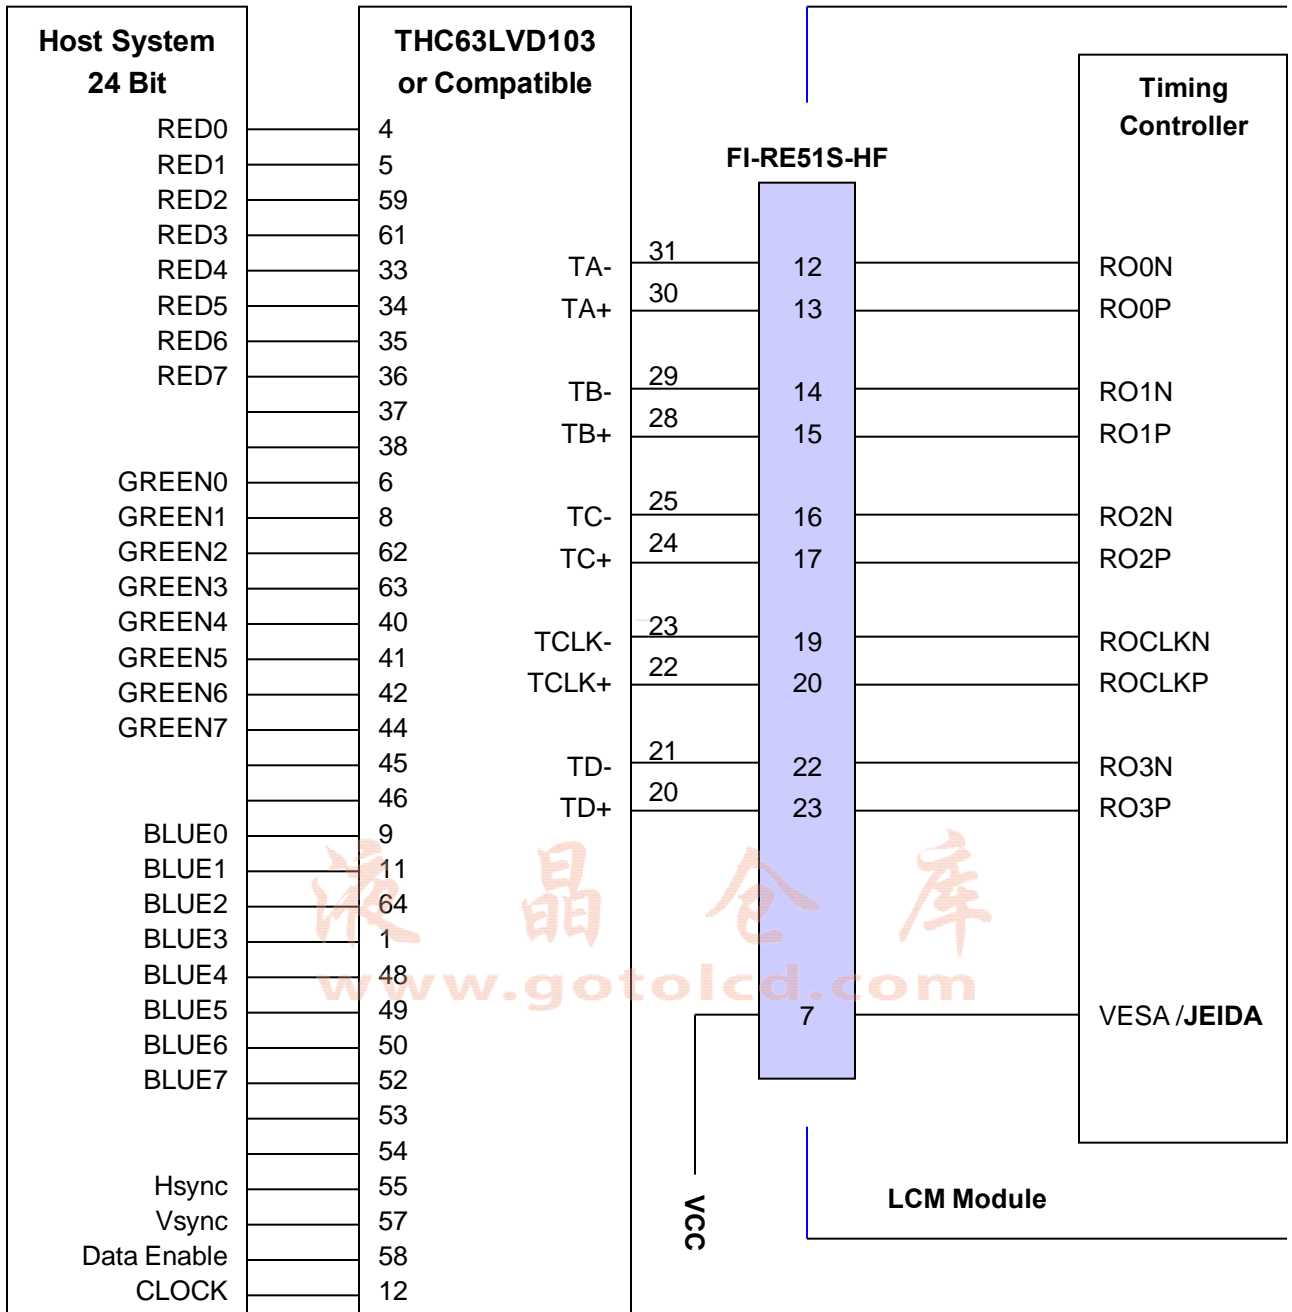 Host System
24 Bit
THC63LVD103
or Compatible
Timing
Controller
FI-RE51S-HF
RED0 4
RED1 5
RED2 59
RED3 61
RED4 33
RED5 34
RED6 35
RED7 36
37
38
GREEN0 6
GREEN1 8
GREEN2 62
GREEN3 63
GREEN4 40
GREEN5 41
GREEN6 42
GREEN7 44
45
46
BLUE0 9
BLUE1 11
BLUE2 64
BLUE3 1
BLUE4 48
BLUE5 49
BLUE6 50
BLUE7 52
53
54
Hsync 55
Vsync 57
Data Enable 58
CLOCK 12
TA- 31 12 RO0N
TA+ 30 13 RO0P
TB- 29 14 RO1N
TB+ 28 15 RO1P
TC- 25 16 RO2N
TC+ 24 17 RO2P
TCLK- 23 19 ROCLKN
TCLK+ 22 20 ROCLKP
TD- 21 22 RO3N
TD+ 20 23 RO3P
7 VESA /JEIDA
VCC
LCM Module
液晶仓库
www.gotolcd.com